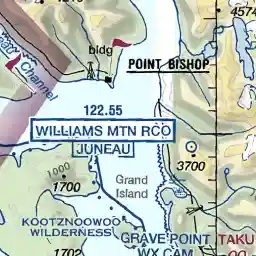 4574
bldg
Channel
POINT BISHOP
122.55
WILLIAMS MTN RCO
JUNEAU
1000
1700
Grand
Island
3700
KOOTZNOOWOO
WILDERNESS
GRAVE POINT
WX CAM
TAKU
1702